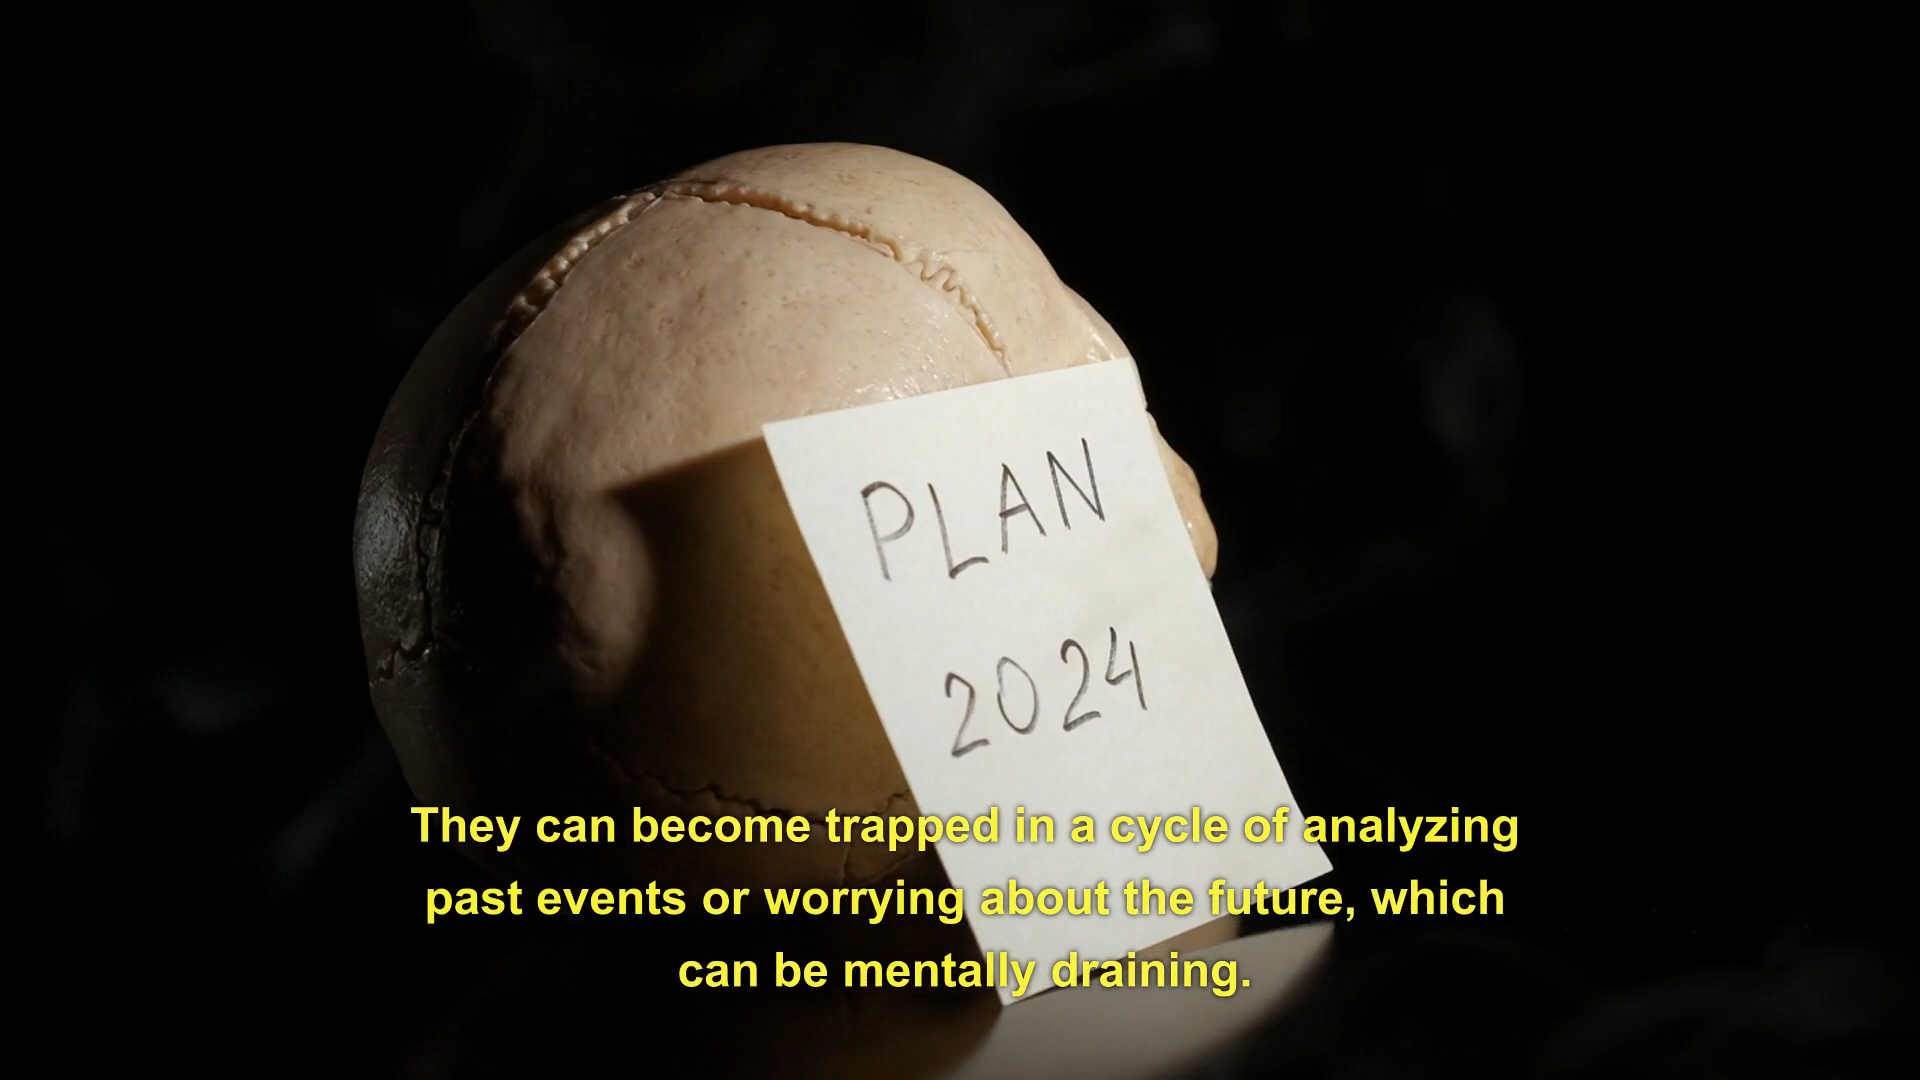 PLAN
2024
They can become trapped in a cycle of analyzing
past events or worrying about the future, which
can be mentally draining.